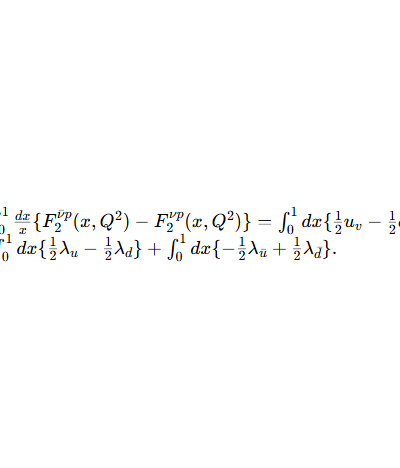 \int_0^1 \frac{dx}{x}\{F_2^{\bar{\nu}p}(x,Q^2) - F_2^{\nu p}(x,Q^2)\} = \int_0^1 dx\{\frac{1}{2}u_v - \frac{1}{2}
\int_0^1 dx\{\frac{1}{2}\lambda_u - \frac{1}{2}\lambda_d\} + \int_0^1 dx\{-\frac{1}{2}\lambda_{\bar{u}} + \frac{1}{2}\lambda_{\bar{d}}\}.